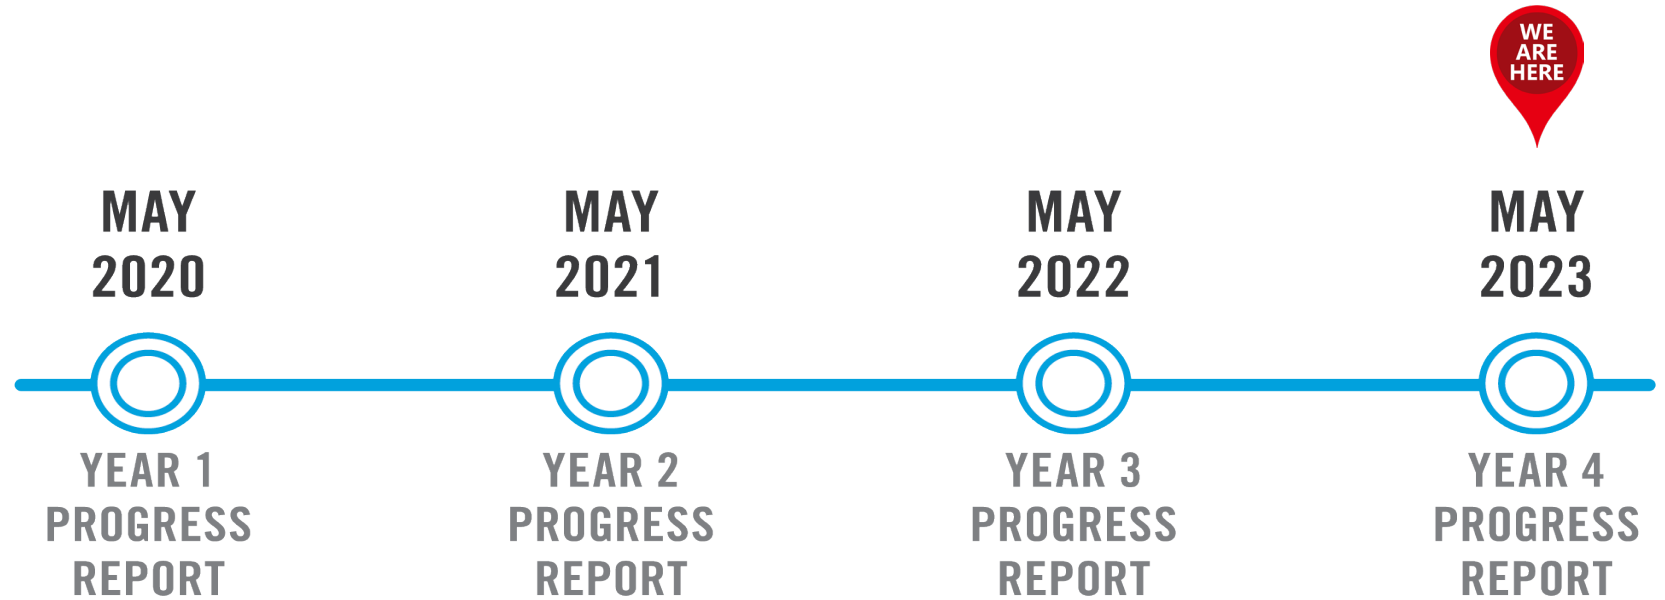 WE
ARE
HERE
MAY
2020
MAY
2021
MAY
2022
MAY
2023
YEAR 1
PROGRESS
REPORT
YEAR 2
PROGRESS
REPORT
YEAR 3
PROGRESS
REPORT
YEAR 4
PROGRESS
REPORT